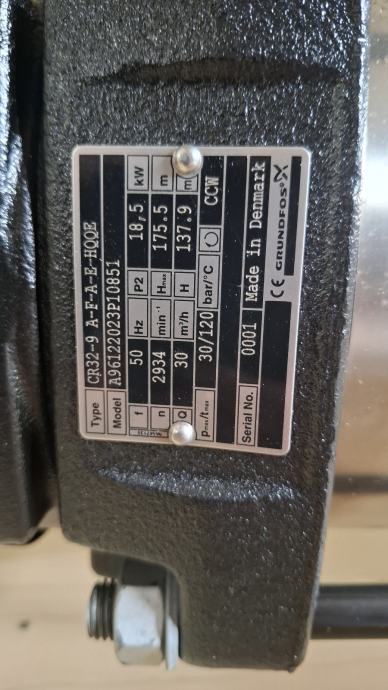 Type CR32-9 A-F-A-E-HQQE
Model A96122023P10851
f 50 Hz P2 18,5 kW
n 2934 min⁻¹ Hmax 175.5 m
Q 30 m³/h H 137.9 m
pmax/tmax 30/120 bar/°C CCW
Serial No. 0001 Made in Denmark
CE GRUNDFOS